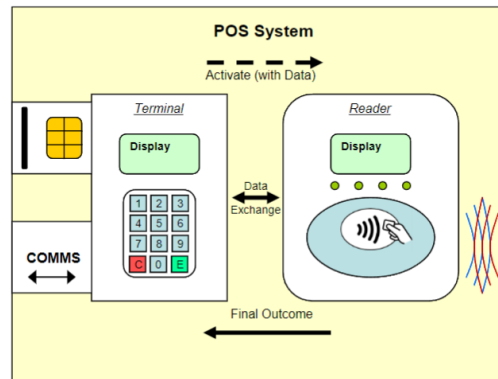 POS System
Activate (with Data)
Terminal
Reader
Display
Display
Data
Exchange
1 2 3
4 5 6
7 8 9
C 0 E
COMMS
Final Outcome